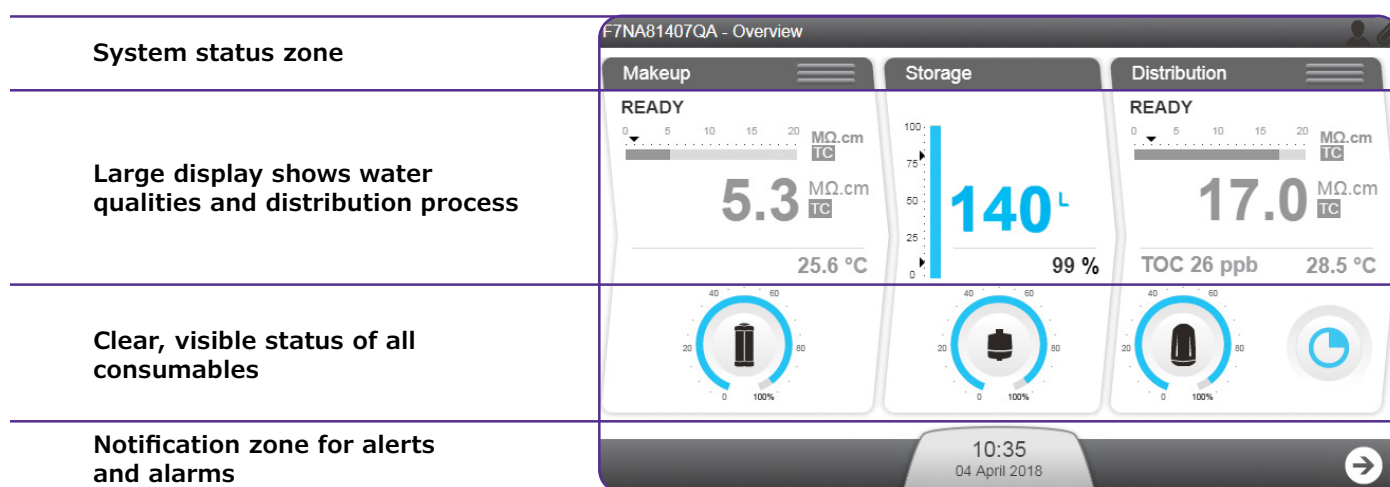 System status zone
F7NA81407QA - Overview
Makeup
Storage
Distribution
Large display shows water
qualities and distribution process
READY
0 5 10 15 20 MΩ.cm
TC
5.3 MΩ.cm
TC
25.6 ºC
100
75
50
25
0
140 L
99 %
READY
0 5 10 15 20 MΩ.cm
TC
17.0 MΩ.cm
TC
TOC 26 ppb 28.5 ºC
Clear, visible status of all
consumables
40 60
20 80
0 100%
40 60
20 80
0 100%
40 60
20 80
0 100%
Notification zone for alerts
and alarms
10:35
04 April 2018